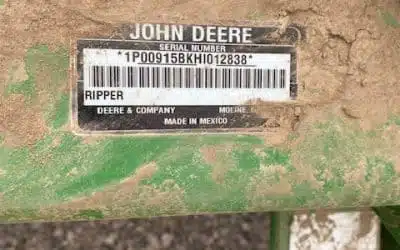 JOHN DEERE
SERIAL NUMBER
*1P00915BKHI012838*
RIPPER
DEERE & COMPANY MOLINE,
MADE IN MEXICO